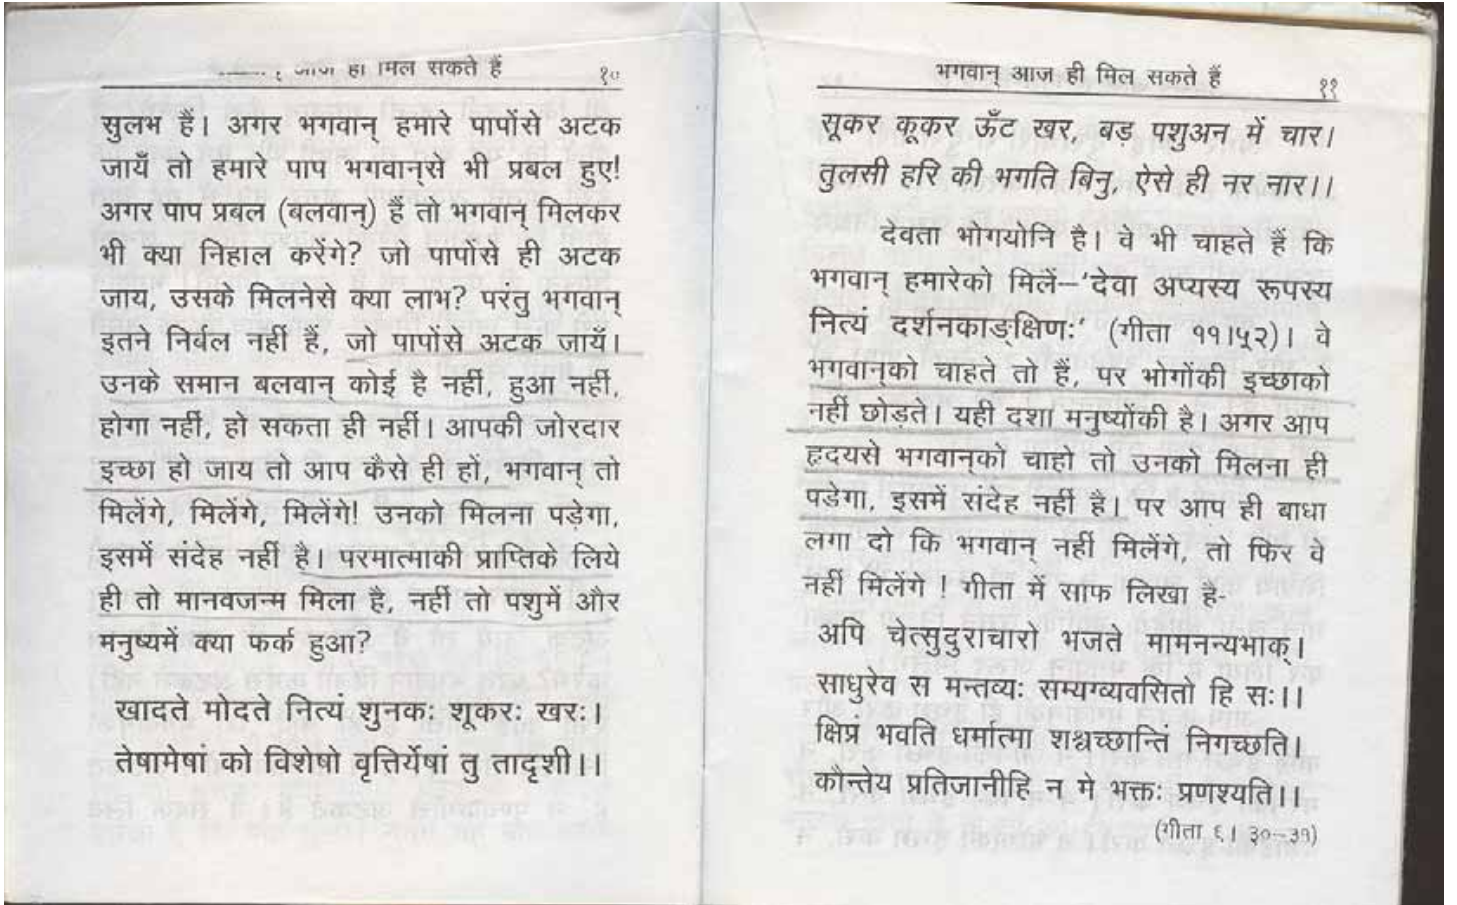 आज ही मिल सकते हैं १०
सुलभ हैं। अगर भगवान् हमारे पापोंसे अटक
जायँ तो हमारे पाप भगवान्‌से भी प्रबल हुए!
अगर पाप प्रबल (बलवान्) हैं तो भगवान् मिलकर
भी क्या निहाल करेंगे? जो पापोंसे ही अटक
जाय, उसके मिलनेसे क्या लाभ? परंतु भगवान्
इतने निर्बल नहीं हैं, जो पापोंसे अटक जायँ।
उनके समान बलवान् कोई है नहीं, हुआ नहीं,
होगा नहीं, हो सकता ही नहीं। आपकी जोरदार
इच्छा हो जाय तो आप कैसे ही हों, भगवान् तो
मिलेंगे, मिलेंगे, मिलेंगे! उनको मिलना पड़ेगा,
इसमें संदेह नहीं है। परमात्माकी प्राप्तिके लिये
ही तो मानवजन्म मिला है, नहीं तो पशुमें और
मनुष्यमें क्या फर्क हुआ?
खादते मोदते नित्यं शुनकः शूकरः खरः।
तेषामेषां को विशेषो वृत्तिर्येषां तु तादृशी।।
भगवान् आज ही मिल सकते हैं ११
सूकर कूकर ऊँट खर, बड़ पशुअन में चार।
तुलसी हरि की भगति बिनु, ऐसे ही नर नार।।
देवता भोगयोनि है। वे भी चाहते हैं कि
भगवान् हमारेको मिलें–‘देवा अप्यस्य रूपस्य
नित्यं दर्शनकाङ्क्षिणः’ (गीता ११।५२)। वे
भगवान्‌को चाहते तो हैं, पर भोगोंकी इच्छाको
नहीं छोड़ते। यही दशा मनुष्योंकी है। अगर आप
हृदयसे भगवान्‌को चाहो तो उनको मिलना ही
पडेगा, इसमें संदेह नहीं है। पर आप ही बाधा
लगा दो कि भगवान् नहीं मिलेंगे, तो फिर वे
नहीं मिलेंगे ! गीता में साफ लिखा है-
अपि चेत्सुदुराचारो भजते मामनन्यभाक्।
साधुरेव स मन्तव्यः सम्यग्व्यवसितो हि सः।।
क्षिप्रं भवति धर्मात्मा शश्वच्छान्तिं निगच्छति।
कौन्तेय प्रतिजानीहि न मे भक्तः प्रणश्यति।।
(गीता ६। ३०–३१)